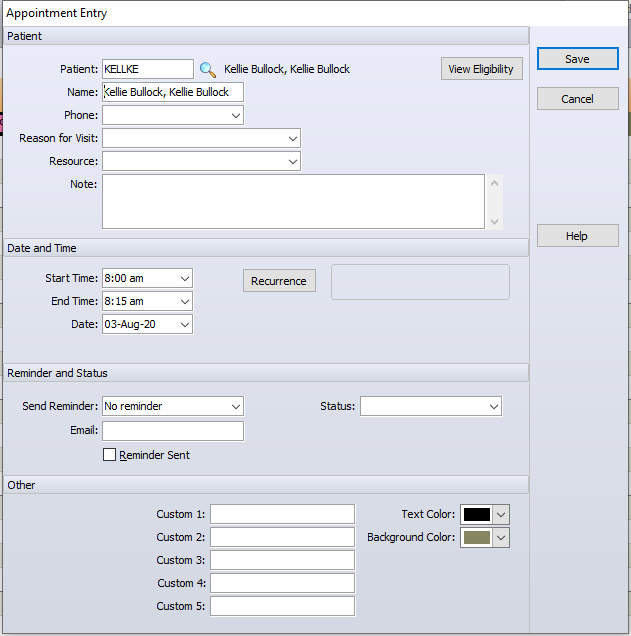 Appointment Entry
Patient
Patient: KELLKE Kellie Bullock, Kellie Bullock View Eligibility Save
Name: Kellie Bullock, Kellie Bullock Cancel
Phone:
Reason for Visit:
Resource:
Note:
Help
Date and Time
Start Time: 8:00 am Recurrence
End Time: 8:15 am
Date: 03-Aug-20
Reminder and Status
Send Reminder: No reminder Status:
Email:
Reminder Sent
Other
Custom 1: Text Color:
Custom 2: Background Color:
Custom 3:
Custom 4:
Custom 5: